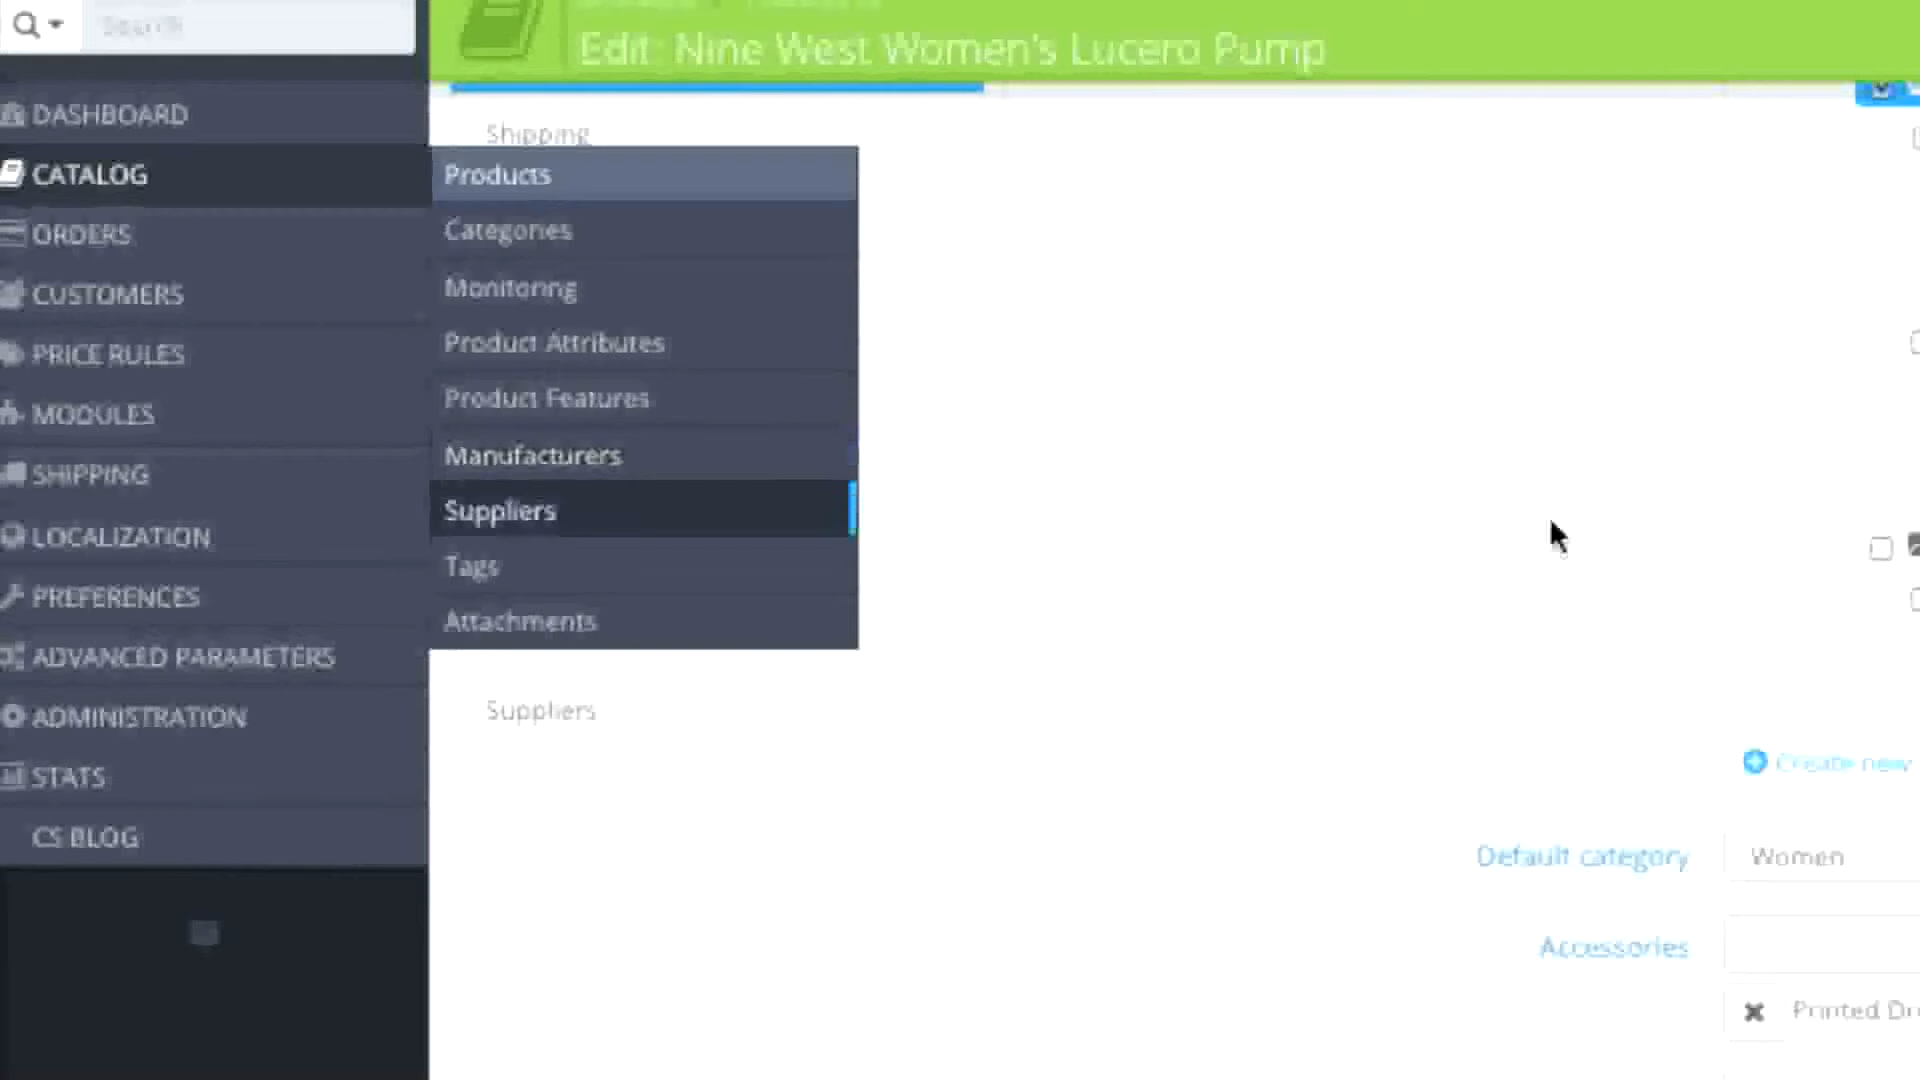 Search
Edit: Nine West Women's Lucero Pump
DASHBOARD
CATALOG
ORDERS
CUSTOMERS
PRICE RULES
MODULES
SHIPPING
LOCALIZATION
PREFERENCES
ADVANCED PARAMETERS
ADMINISTRATION
STATS
CS BLOG
Shipping
Products
Categories
Monitoring
Product Attributes
Product Features
Manufacturers
Suppliers
Tags
Attachments
Suppliers
Create new
Default category
Women
Accessories
Printed